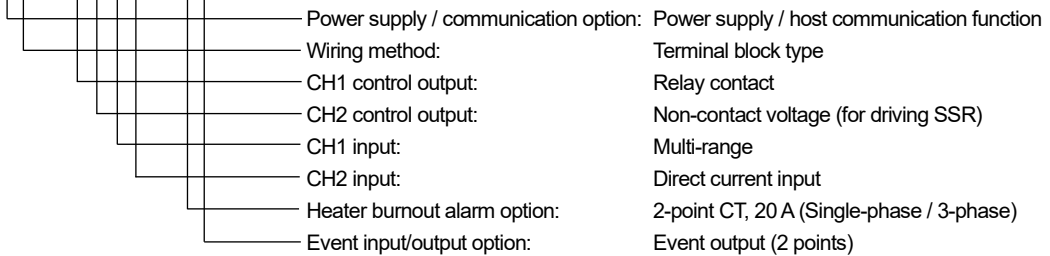 Power supply / communication option: Power supply / host communication function
Wiring method: Terminal block type
CH1 control output: Relay contact
CH2 control output: Non-contact voltage (for driving SSR)
CH1 input: Multi-range
CH2 input: Direct current input
Heater burnout alarm option: 2-point CT, 20 A (Single-phase / 3-phase)
Event input/output option: Event output (2 points)